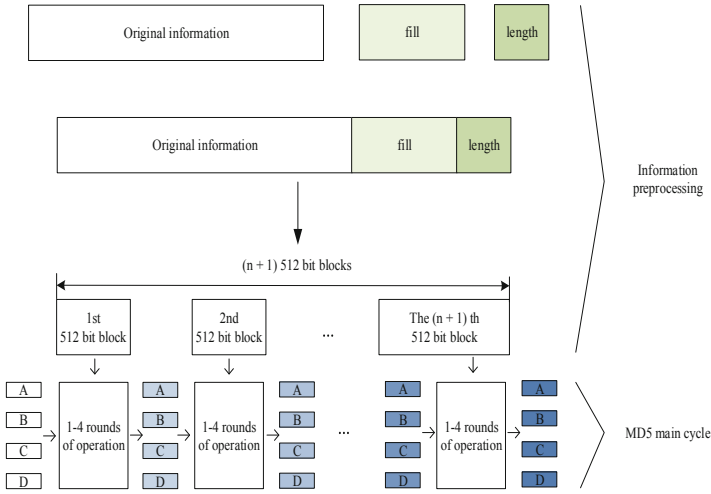 Original information fill length
Original information fill length
Information
preprocessing
(n + 1) 512 bit blocks
1st
512 bit block
2nd
512 bit block
...
The (n + 1) th
512 bit block
A A A A A
B B B B B
1-4 rounds
of operation
1-4 rounds
of operation
...
1-4 rounds
of operation
MD5 main cycle
C C C C C
D D D D D